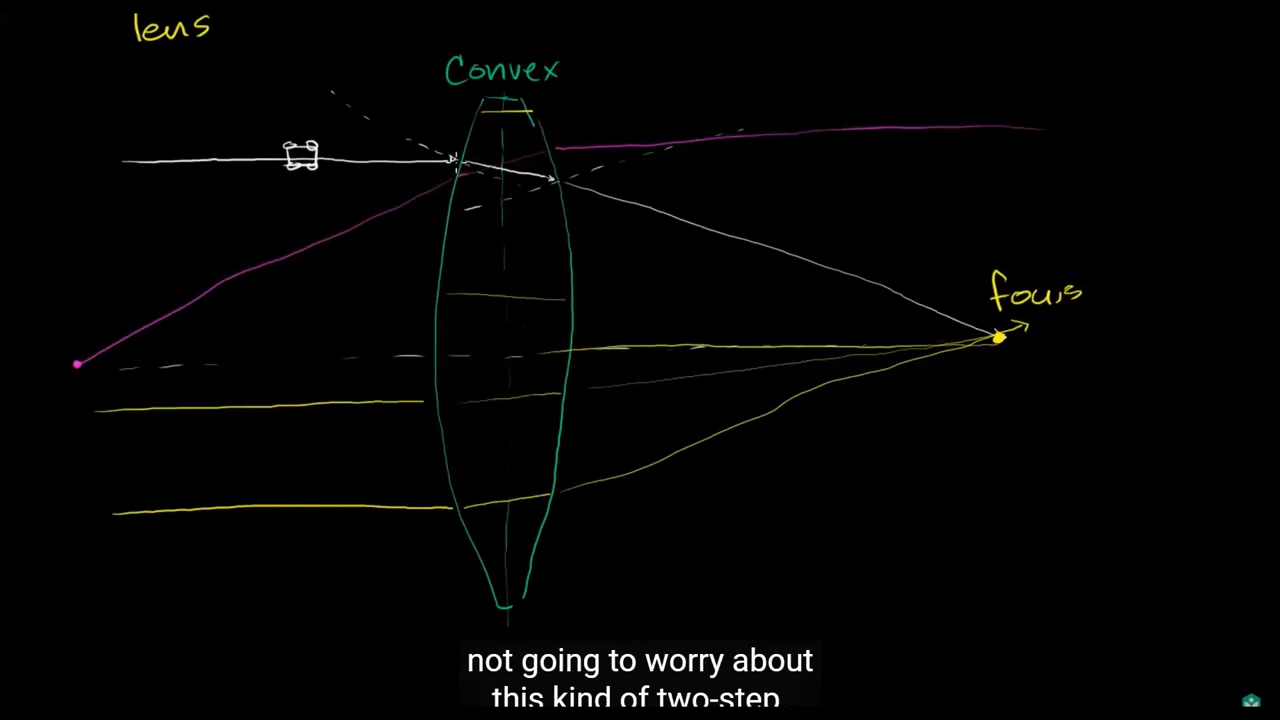 lens
Convex
focus
not going to worry about
this kind of two-step